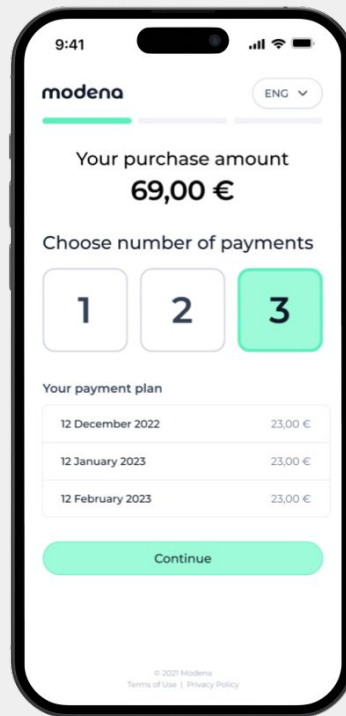 9:41
modena
ENG
Your purchase amount
69,00 €
Choose number of payments
1 2 3
Your payment plan
12 December 2022 23,00 €
12 January 2023 23,00 €
12 February 2023 23,00 €
Continue
© 2021 Modena
Terms of Use | Privacy Policy